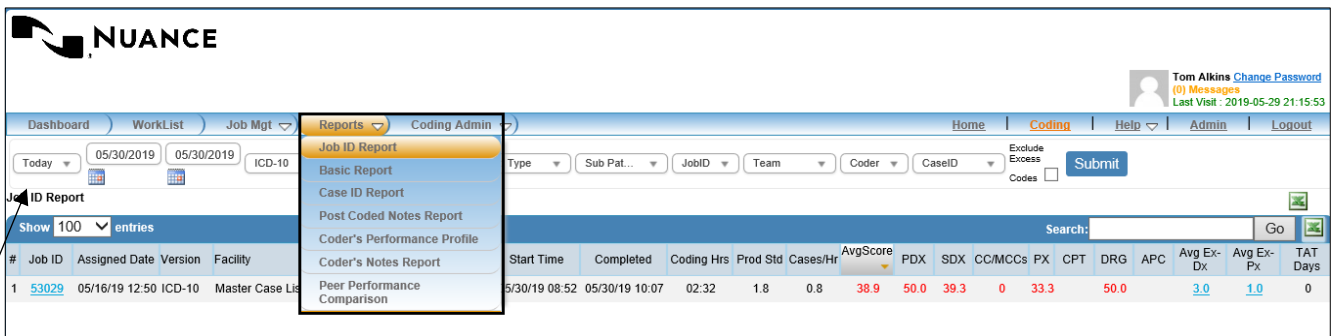 NUANCE
Tom Alkins Change Password
(0) Messages
Last Visit : 2019-05-29 21:15:53
Dashboard WorkList Job Mgt Reports Coding Admin Home Coding Help Admin Logout
Today 05/30/2019 05/30/2019 ICD-10 Type Sub Pat... JobID Team Coder CaseID Exclude Excess Codes Submit
Job ID Report
Basic Report
Case ID Report
Post Coded Notes Report
Coder's Performance Profile
Coder's Notes Report
Peer Performance
Comparison
ID Report
Show 100 entries Search: Go
# Job ID Assigned Date Version Facility Start Time Completed Coding Hrs Prod Std Cases/Hr AvgScore PDX SDX CC/MCCs PX CPT DRG APC Avg Ex-Dx Avg Ex-Px TAT Days
1 53029 05/16/19 12:50 ICD-10 Master Case Lis 5/30/19 08:52 05/30/19 10:07 02:32 1.8 0.8 38.9 50.0 39.3 0 33.3 50.0 3.0 1.0 0